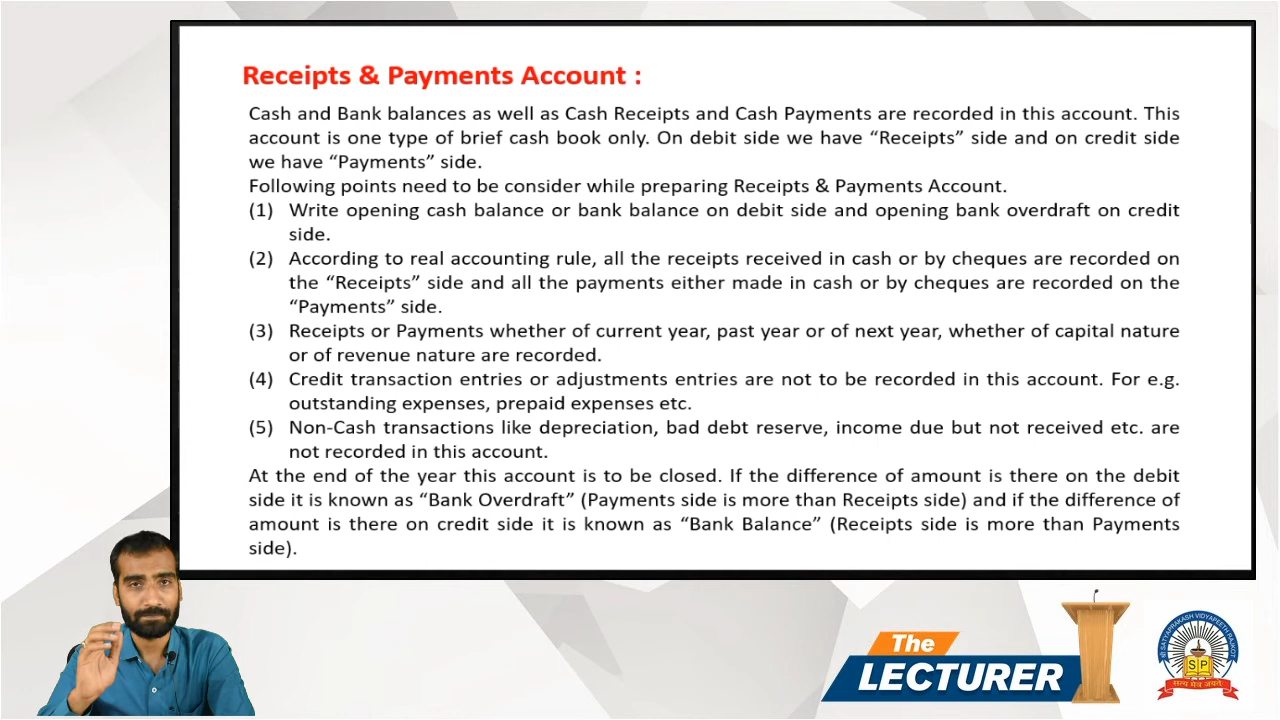 Receipts & Payments Account :
Cash and Bank balances as well as Cash Receipts and Cash Payments are recorded in this account. This
account is one type of brief cash book only. On debit side we have “Receipts” side and on credit side
we have “Payments” side.
Following points need to be consider while preparing Receipts & Payments Account.
(1) Write opening cash balance or bank balance on debit side and opening bank overdraft on credit
side.
(2) According to real accounting rule, all the receipts received in cash or by cheques are recorded on
the “Receipts” side and all the payments either made in cash or by cheques are recorded on the
“Payments” side.
(3) Receipts or Payments whether of current year, past year or of next year, whether of capital nature
or of revenue nature are recorded.
(4) Credit transaction entries or adjustments entries are not to be recorded in this account. For e.g.
outstanding expenses, prepaid expenses etc.
(5) Non-Cash transactions like depreciation, bad debt reserve, income due but not received etc. are
not recorded in this account.
At the end of the year this account is to be closed. If the difference of amount is there on the debit
side it is known as “Bank Overdraft” (Payments side is more than Receipts side) and if the difference of
amount is there on credit side it is known as “Bank Balance” (Receipts side is more than Payments
side).
The
LECTURER
SATYAPRAKASH VIDYAPEETH RAJKOT
S P
सत्य मेव जयते